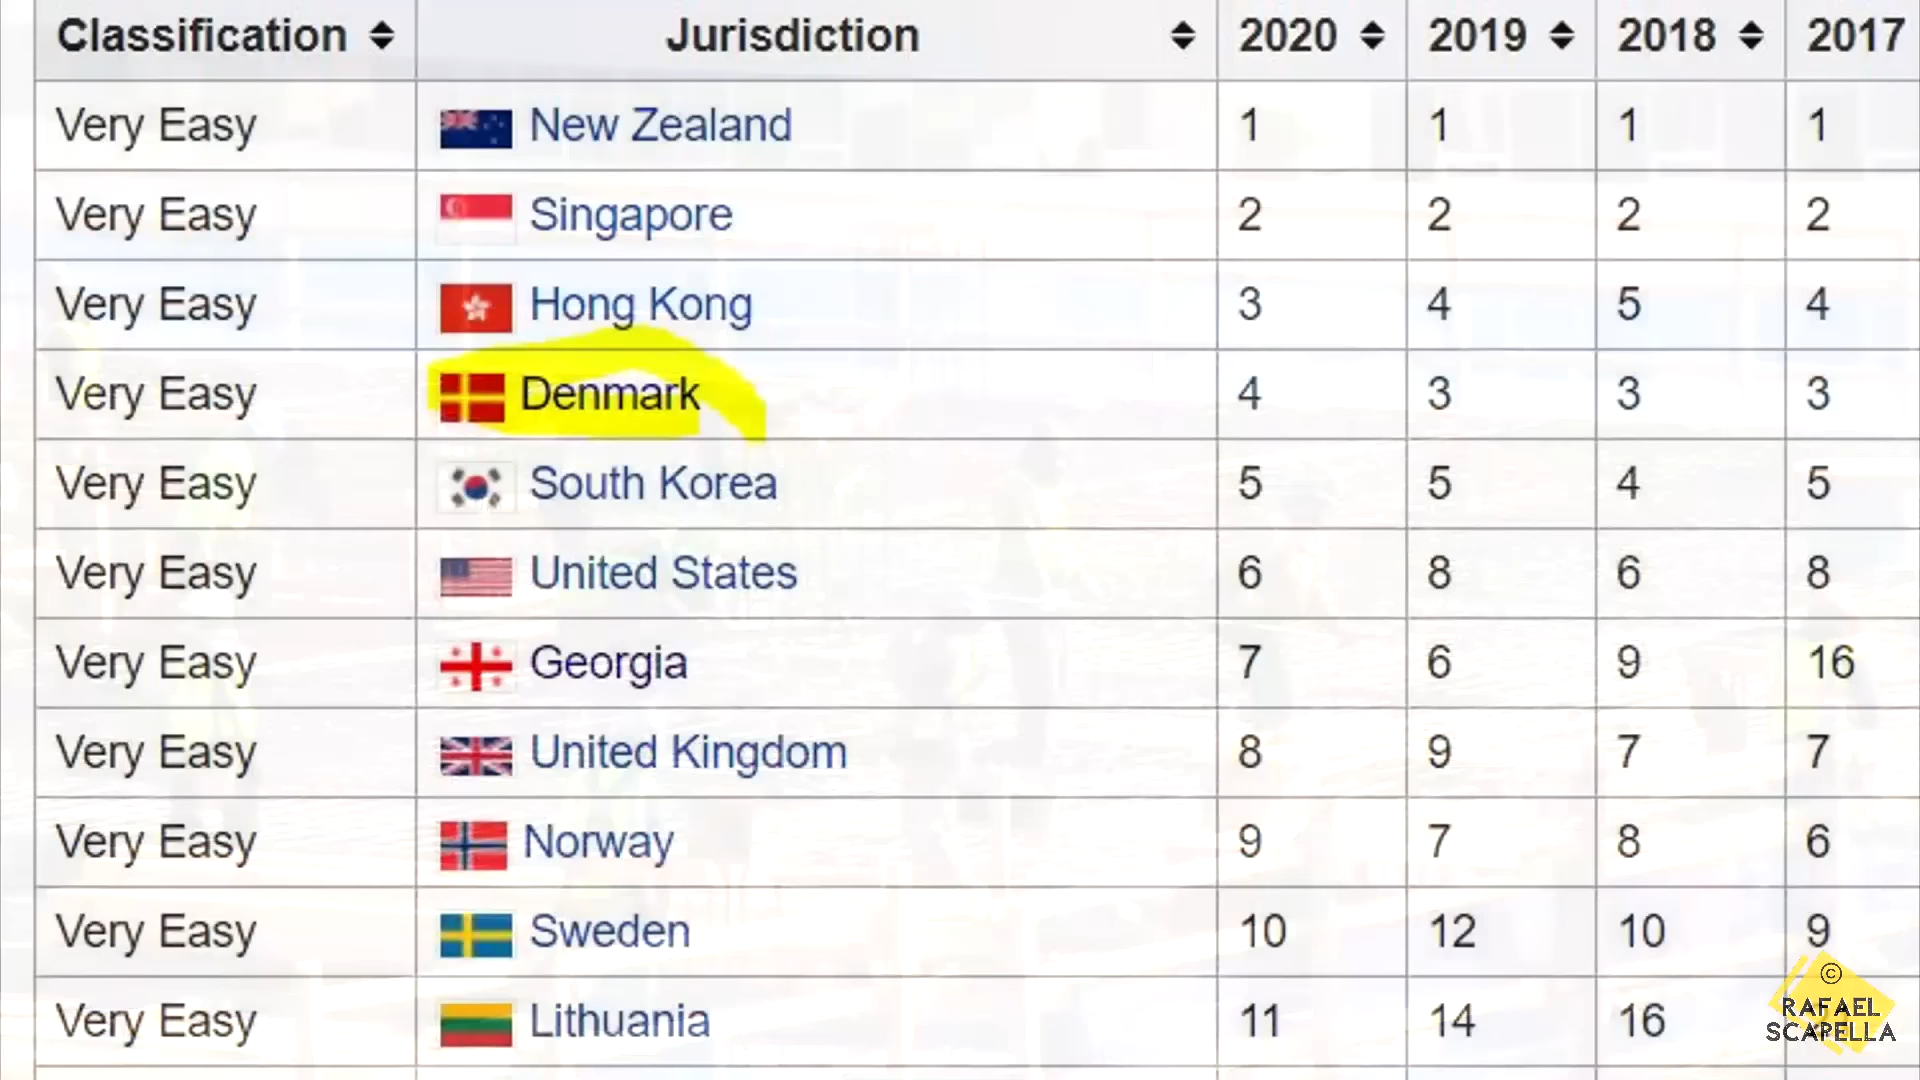 Classification Jurisdiction 2020 2019 2018 2017
Very Easy New Zealand 1 1 1 1
Very Easy Singapore 2 2 2 2
Very Easy Hong Kong 3 4 5 4
Very Easy Denmark 4 3 3 3
Very Easy South Korea 5 5 4 5
Very Easy United States 6 8 6 8
Very Easy Georgia 7 6 9 16
Very Easy United Kingdom 8 9 7 7
Very Easy Norway 9 7 8 6
Very Easy Sweden 10 12 10 9
Very Easy Lithuania 11 14 16
©
RAFAEL
SCAPELLA